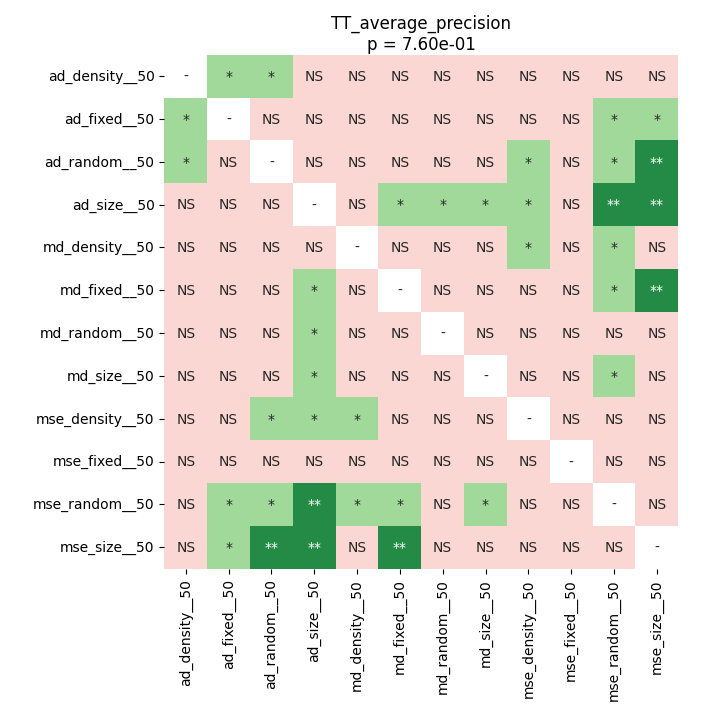 TT_average_precision
p = 7.60e-01
ad_density__50 - * * NS NS NS NS NS NS NS NS NS
ad_fixed__50 * - NS NS NS NS NS NS NS NS * *
ad_random__50 * NS - NS NS NS NS NS * NS * **
ad_size__50 NS NS NS - NS * * * * NS ** **
md_density__50 NS NS NS NS - NS NS NS * NS * NS
md_fixed__50 NS NS NS * NS - NS NS NS NS * **
md_random__50 NS NS NS * NS NS - NS NS NS NS NS
md_size__50 NS NS NS * NS NS NS - NS NS * NS
mse_density__50 NS NS * * * NS NS NS - NS NS NS
mse_fixed__50 NS NS NS NS NS NS NS NS NS - NS NS
mse_random__50 NS * * ** * * NS * NS NS - NS
mse_size__50 NS * ** ** NS ** NS NS NS NS NS -
ad_density__50
ad_fixed__50
ad_random__50
ad_size__50
md_density__50
md_fixed__50
md_random__50
md_size__50
mse_density__50
mse_fixed__50
mse_random__50
mse_size__50